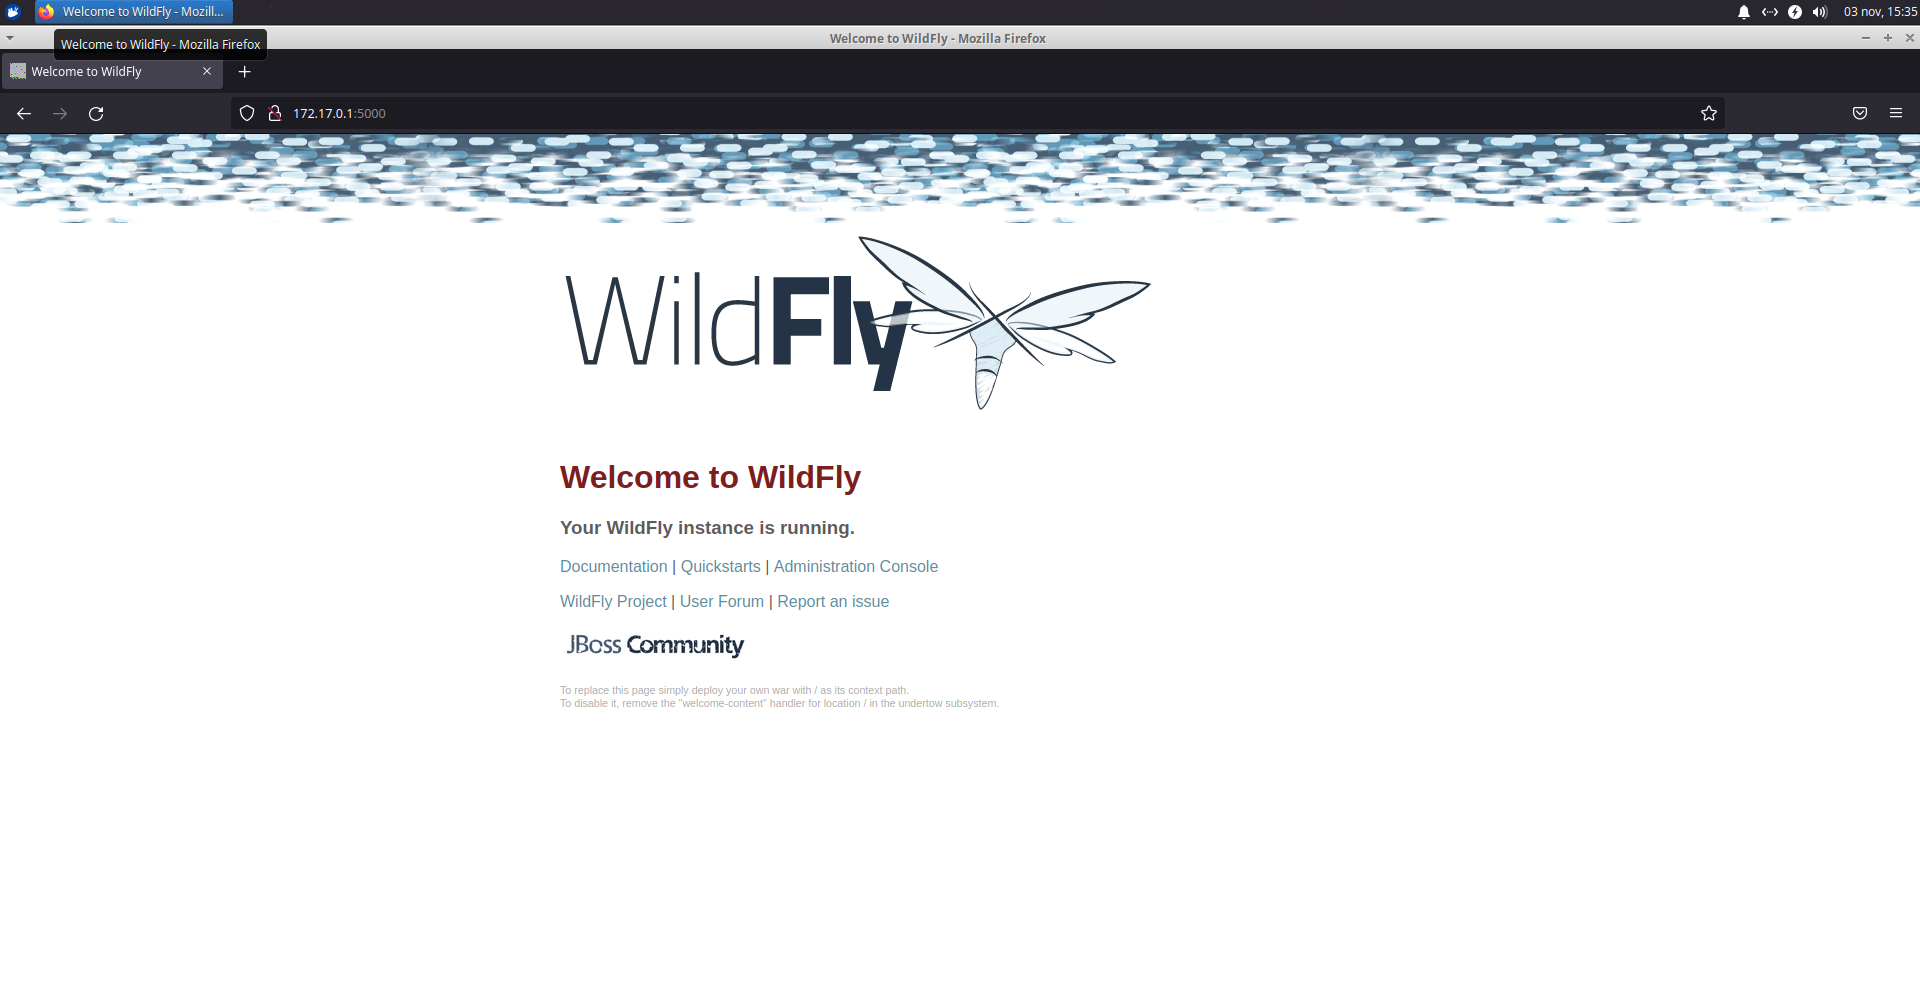 Welcome to WildFly - Mozill...
03 nov, 15:35
Welcome to WildFly - Mozilla Firefox
Welcome to WildFly - Mozilla Firefox
Welcome to WildFly
172.17.0.1:5000
WildFly
Welcome to WildFly
Your WildFly instance is running.
Documentation | Quickstarts | Administration Console
WildFly Project | User Forum | Report an issue
JBoss Community
To replace this page simply deploy your own war with / as its context path.
To disable it, remove the "welcome-content" handler for location / in the undertow subsystem.